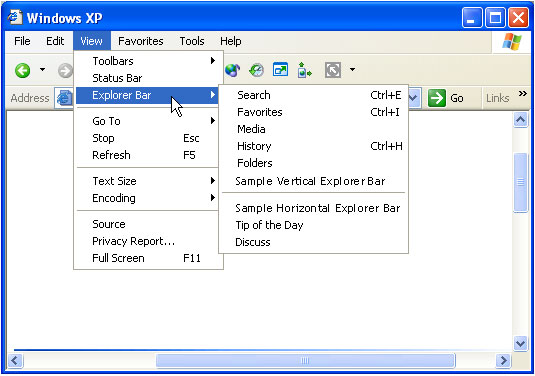 Windows XP
File Edit View Favorites Tools Help
Toolbars
Status Bar
Explorer Bar
Go To
Stop Esc
Refresh F5
Text Size
Encoding
Source
Privacy Report...
Full Screen F11
Address
Search Ctrl+E
Favorites Ctrl+I
Media
History Ctrl+H
Folders
Sample Vertical Explorer Bar
Sample Horizontal Explorer Bar
Tip of the Day
Discuss
Go Links »